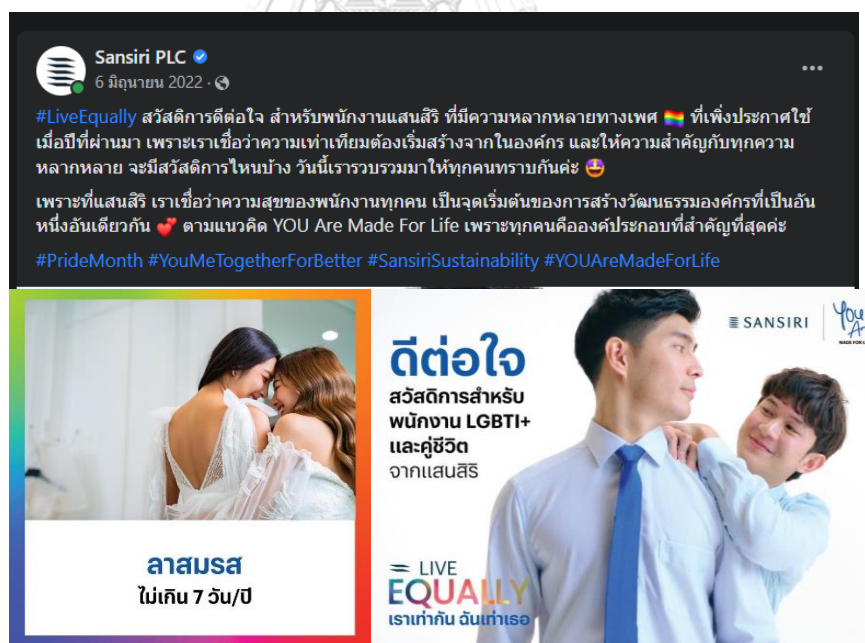 Sansiri PLC
6 มิถุนายน 2022
#LiveEqually สวัสดิการดีต่อใจ สำหรับพนักงานแสนสิริ ที่มีความหลากหลายทางเพศ 🏳️‍🌈 ที่เพิ่งประกาศใช้
เมื่อปีที่ผ่านมา เพราะเราเชื่อว่าความเท่าเทียมต้องเริ่มสร้างจากในองค์กร และให้ความสำคัญกับทุกความ
หลากหลาย จะมีสวัสดิการไหนบ้าง วันนี้เรารวบรวมมาให้ทุกคนทราบกันค่ะ 🤩
เพราะที่แสนสิริ เราเชื่อว่าความสุขของพนักงานทุกคน เป็นจุดเริ่มต้นของการสร้างวัฒนธรรมองค์กรที่เป็นอัน
หนึ่งอันเดียวกัน 💕 ตามแนวคิด YOU Are Made For Life เพราะทุกคนคือองค์ประกอบที่สำคัญที่สุดค่ะ
#PrideMonth #YouMeTogetherForBetter #SansiriSustainability #YOUAreMadeForLife
ลาสมรส
ไม่เกิน 7 วัน/ปี
SANSIRI
You
Ar
MADE FOR L
ดีต่อใจ
สวัสดิการสำหรับ
พนักงาน LGBTI+
และคู่ชีวิต
จากแสนสิริ
LIVE
EQUALLY
เราเท่ากัน ฉันเท่าเธอ